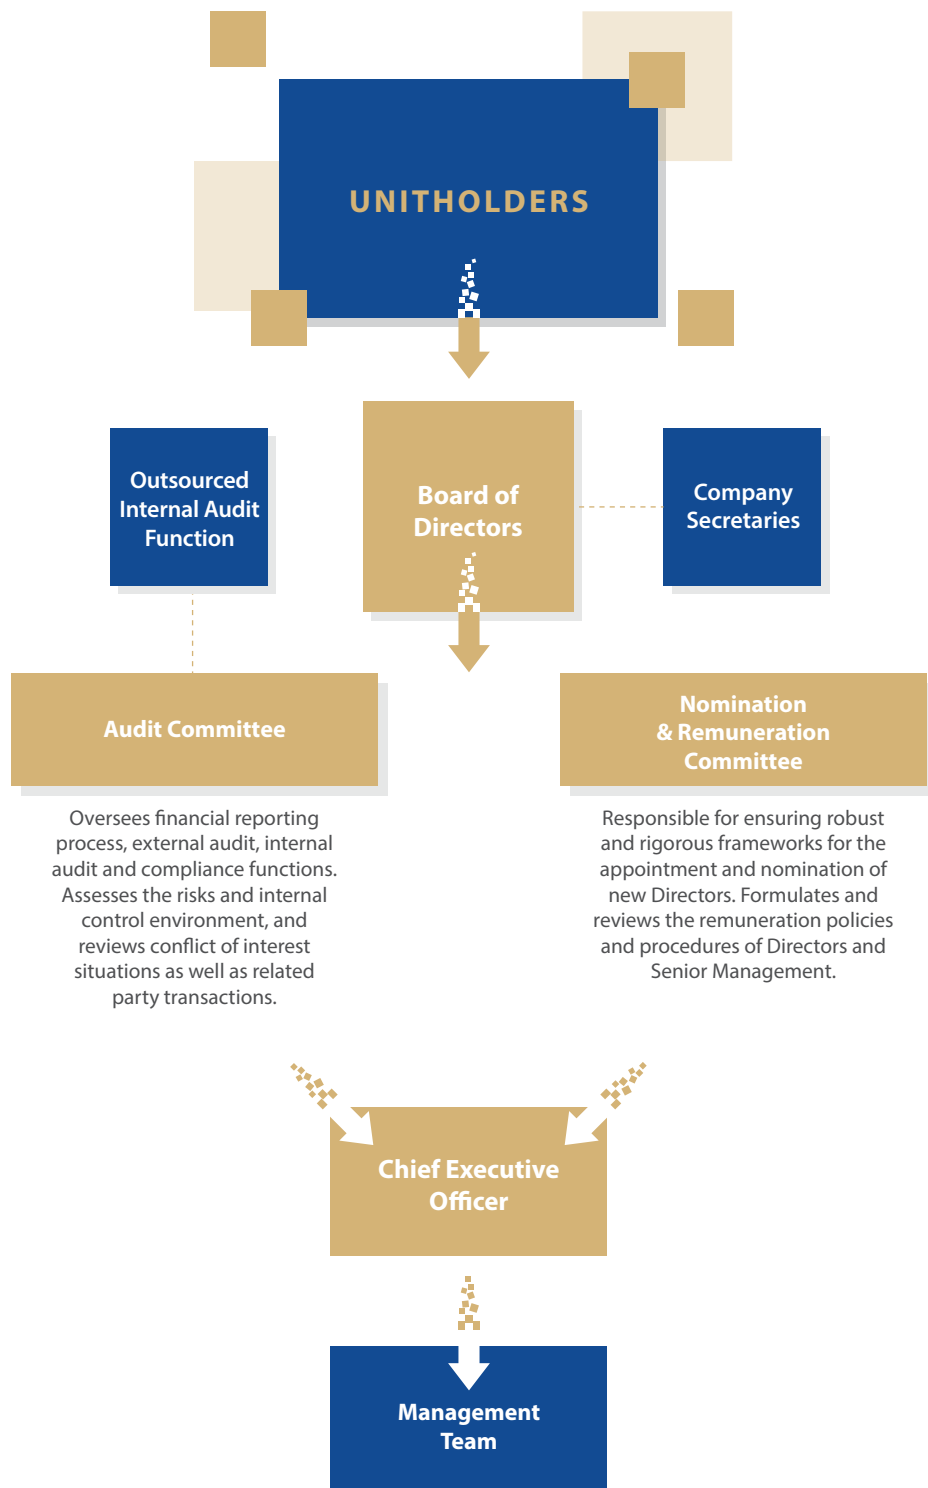 UNITHOLDERS
Outsourced
Internal Audit
Function
Board of
Directors
Company
Secretaries
Audit Committee
Nomination
& Remuneration
Committee
Oversees financial reporting
process, external audit, internal
audit and compliance functions.
Assesses the risks and internal
control environment, and
reviews conflict of interest
situations as well as related
party transactions.
Responsible for ensuring robust
and rigorous frameworks for the
appointment and nomination of
new Directors. Formulates and
reviews the remuneration policies
and procedures of Directors and
Senior Management.
Chief Executive
Officer
Management
Team